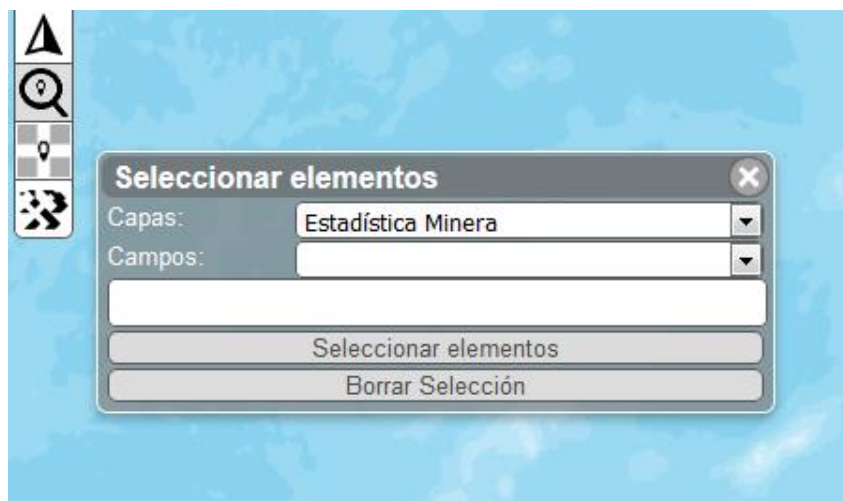 Seleccionar elementos
Capas: Estadística Minera
Campos:
Seleccionar elementos
Borrar Selección